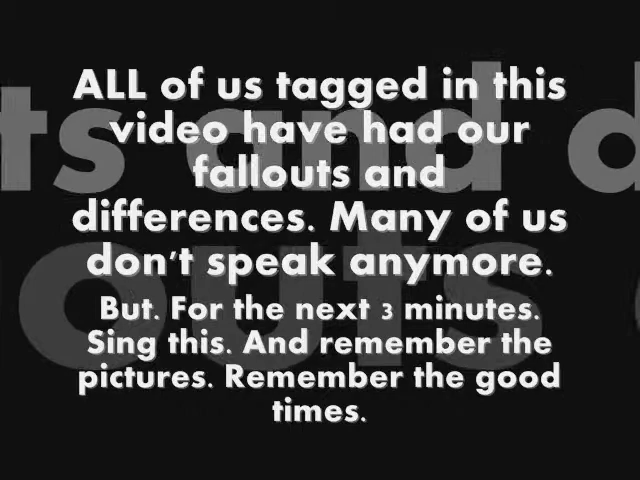 ALL of us tagged in this
video have had our
fallouts and
differences. Many of us
don't speak anymore.
But. For the next 3 minutes.
Sing this. And remember the
pictures. Remember the good
times.